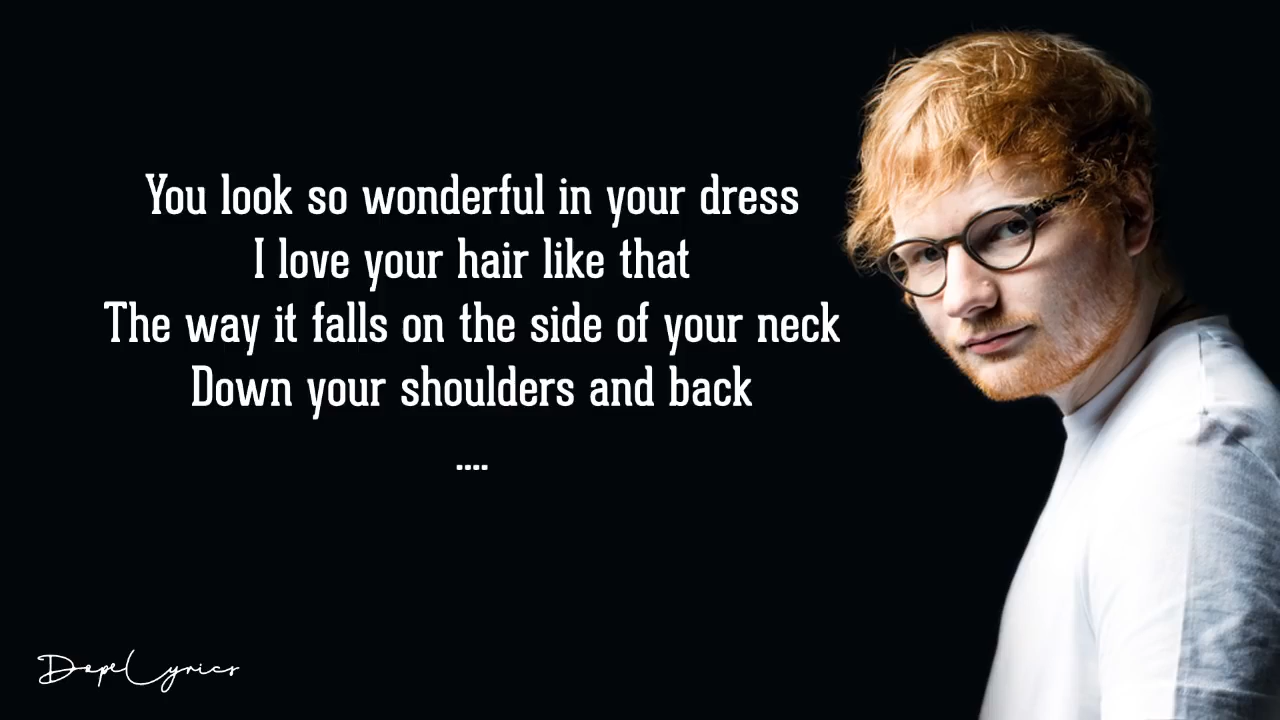 You look so wonderful in your dress
I love your hair like that
The way it falls on the side of your neck
Down your shoulders and back
....
DopeLyrics